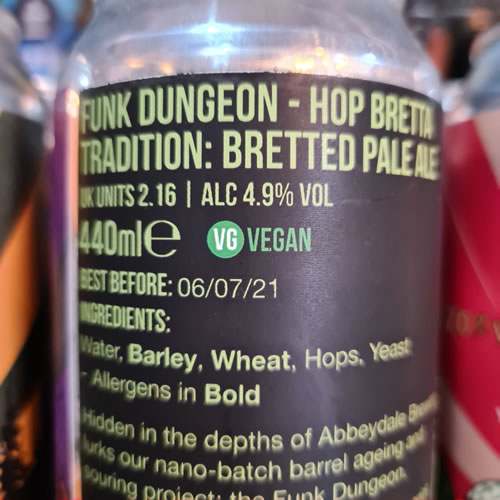 FUNK DUNGEON - HOP BRETTA
TRADITION: BRETTED PALE ALE
UK UNITS 2.16 | ALC 4.9% VOL
440ml℮ VG VEGAN
BEST BEFORE: 06/07/21
INGREDIENTS:
Water, Barley, Wheat, Hops, Yeast
- Allergens in Bold
Hidden in the depths of Abbeydale
lurks our nano-batch barrel ageing and
souring project: the Funk Dungeon.